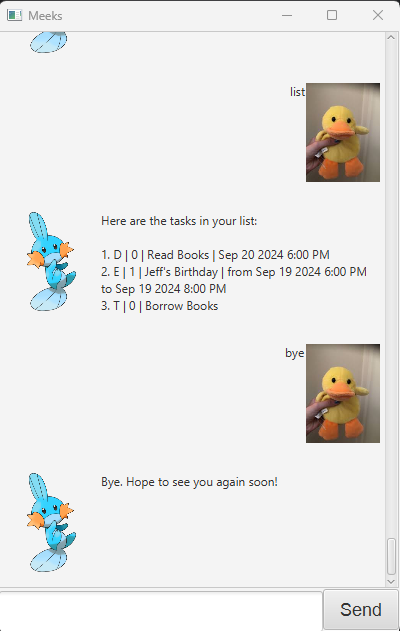 Meeks
list
Here are the tasks in your list:
1. D | 0 | Read Books | Sep 20 2024 6:00 PM
2. E | 1 | Jeff's Birthday | from Sep 19 2024 6:00 PM
to Sep 19 2024 8:00 PM
3. T | 0 | Borrow Books
bye
Bye. Hope to see you again soon!
Send